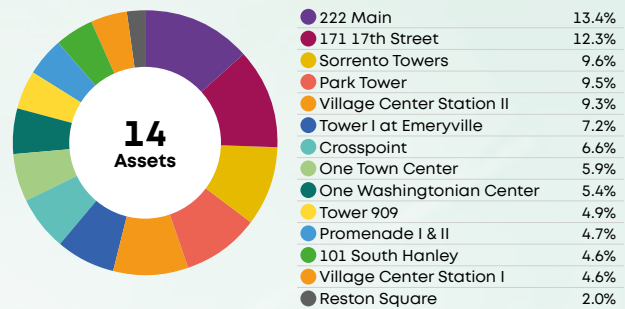 14
Assets
222 Main 13.4%
171 17th Street 12.3%
Sorrento Towers 9.6%
Park Tower 9.5%
Village Center Station II 9.3%
Tower I at Emeryville 7.2%
Crosspoint 6.6%
One Town Center 5.9%
One Washingtonian Center 5.4%
Tower 909 4.9%
Promenade I & II 4.7%
101 South Hanley 4.6%
Village Center Station I 4.6%
Reston Square 2.0%